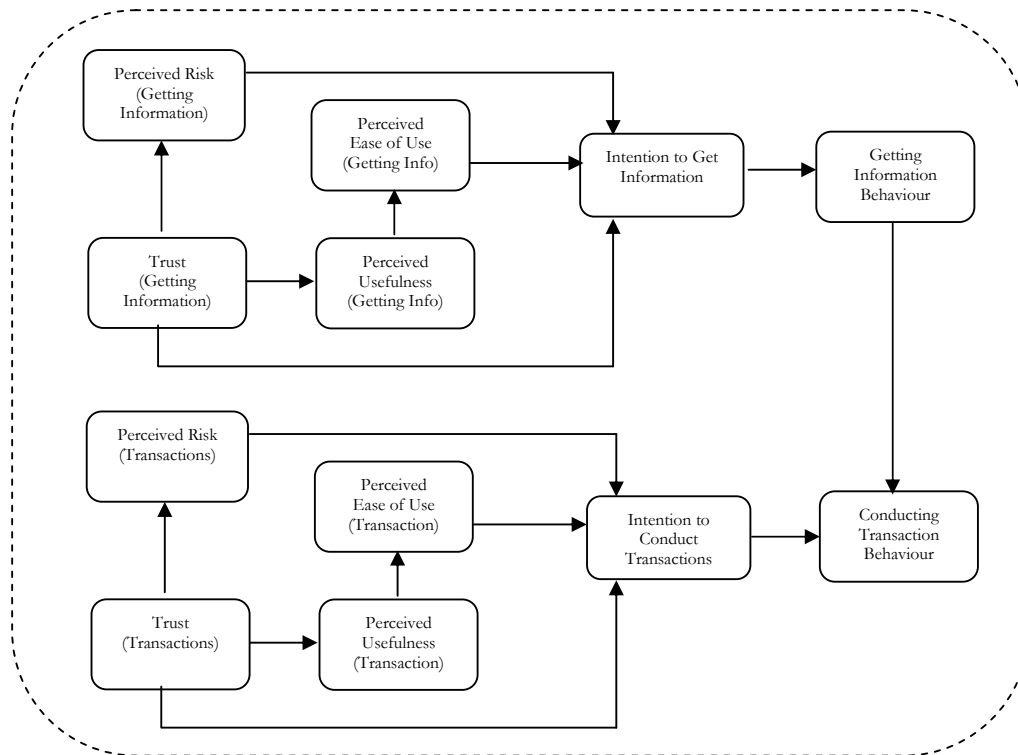 Perceived Risk
(Getting
Information)
Perceived
Ease of Use
(Getting Info)
Intention to Get
Information
Getting
Information
Behaviour
Trust
(Getting
Information)
Perceived
Usefulness
(Getting Info)
Perceived Risk
(Transactions)
Perceived
Ease of Use
(Transaction)
Intention to
Conduct
Transactions
Conducting
Transaction
Behaviour
Trust
(Transactions)
Perceived
Usefulness
(Transaction)